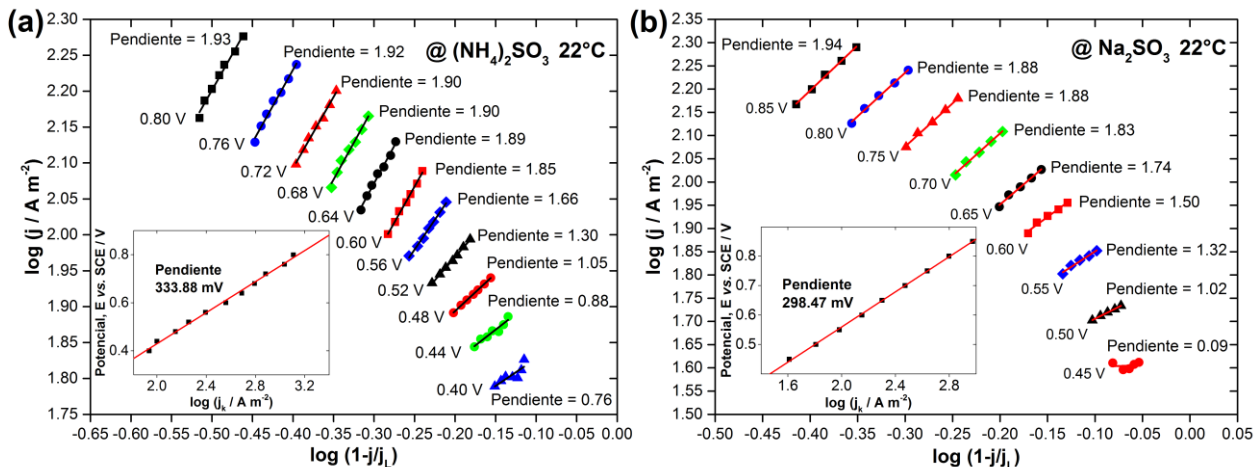 (a)
@ (NH₄)₂SO₃ 22°C
Pendiente = 1.93
Pendiente = 1.92
Pendiente = 1.90
Pendiente = 1.90
Pendiente = 1.89
Pendiente = 1.85
Pendiente = 1.66
Pendiente = 1.30
Pendiente = 1.05
Pendiente = 0.88
Pendiente = 0.76
0.80 V
0.76 V
0.72 V
0.68 V
0.64 V
0.60 V
0.56 V
0.52 V
0.48 V
0.44 V
0.40 V
log (j / A m⁻²)
2.30
2.25
2.20
2.15
2.10
2.05
2.00
1.95
1.90
1.85
1.80
1.75
-0.65 -0.60 -0.55 -0.50 -0.45 -0.40 -0.35 -0.30 -0.25 -0.20 -0.15 -0.10 -0.05 0.00
log (1-j/jL)
Potencial, E vs. SCE / V
0.8
0.6
0.4
Pendiente
333.88 mV
2.0 2.4 2.8 3.2
log (jk / A m⁻²)
(b)
@ Na₂SO₃ 22°C
Pendiente = 1.94
Pendiente = 1.88
Pendiente = 1.88
Pendiente = 1.83
Pendiente = 1.74
Pendiente = 1.50
Pendiente = 1.32
Pendiente = 1.02
Pendiente = 0.09
0.85 V
0.80 V
0.75 V
0.70 V
0.65 V
0.60 V
0.55 V
0.50 V
0.45 V
log (j / A m⁻²)
2.35
2.30
2.25
2.20
2.15
2.10
2.05
2.00
1.95
1.90
1.85
1.80
1.75
1.70
1.65
1.60
1.55
1.50
-0.50 -0.45 -0.40 -0.35 -0.30 -0.25 -0.20 -0.15 -0.10 -0.05 0.00 0.05
log (1-j/jL)
Potencial, E vs. SCE / V
0.8
0.7
0.6
0.5
Pendiente
298.47 mV
1.6 2.0 2.4 2.8
log (jk / A m⁻²)